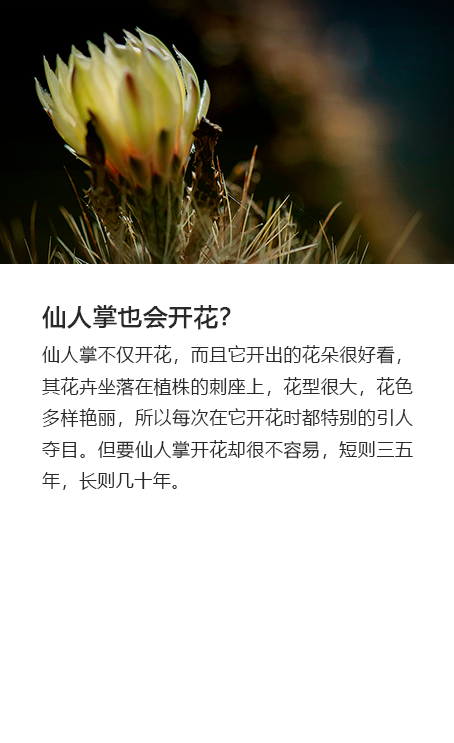 仙人掌也会开花？
仙人掌不仅开花，而且它开出的花朵很好看，
其花卉坐落在植株的刺座上，花型很大，花色
多样艳丽，所以每次在它开花时都特别的引人
夺目。但要仙人掌开花却很不容易，短则三五
年，长则几十年。